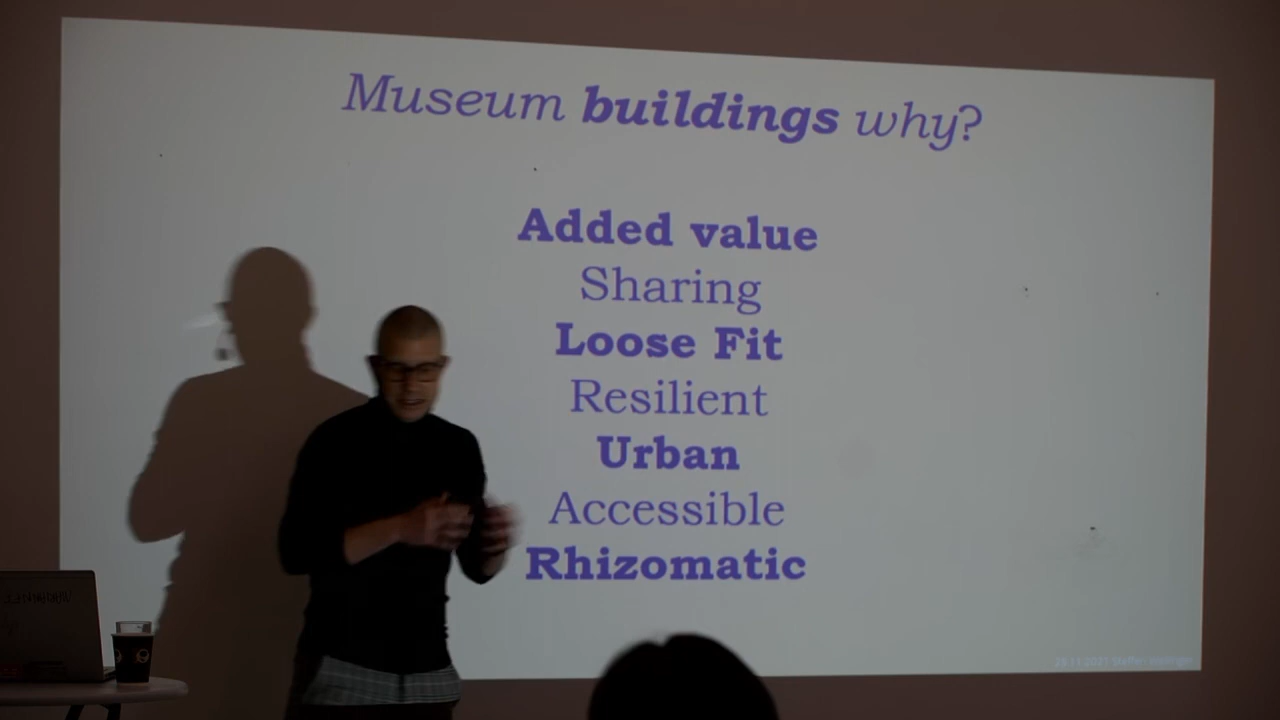 Museum buildings why?
Added value
Sharing
Loose Fit
Resilient
Urban
Accessible
Rhizomatic